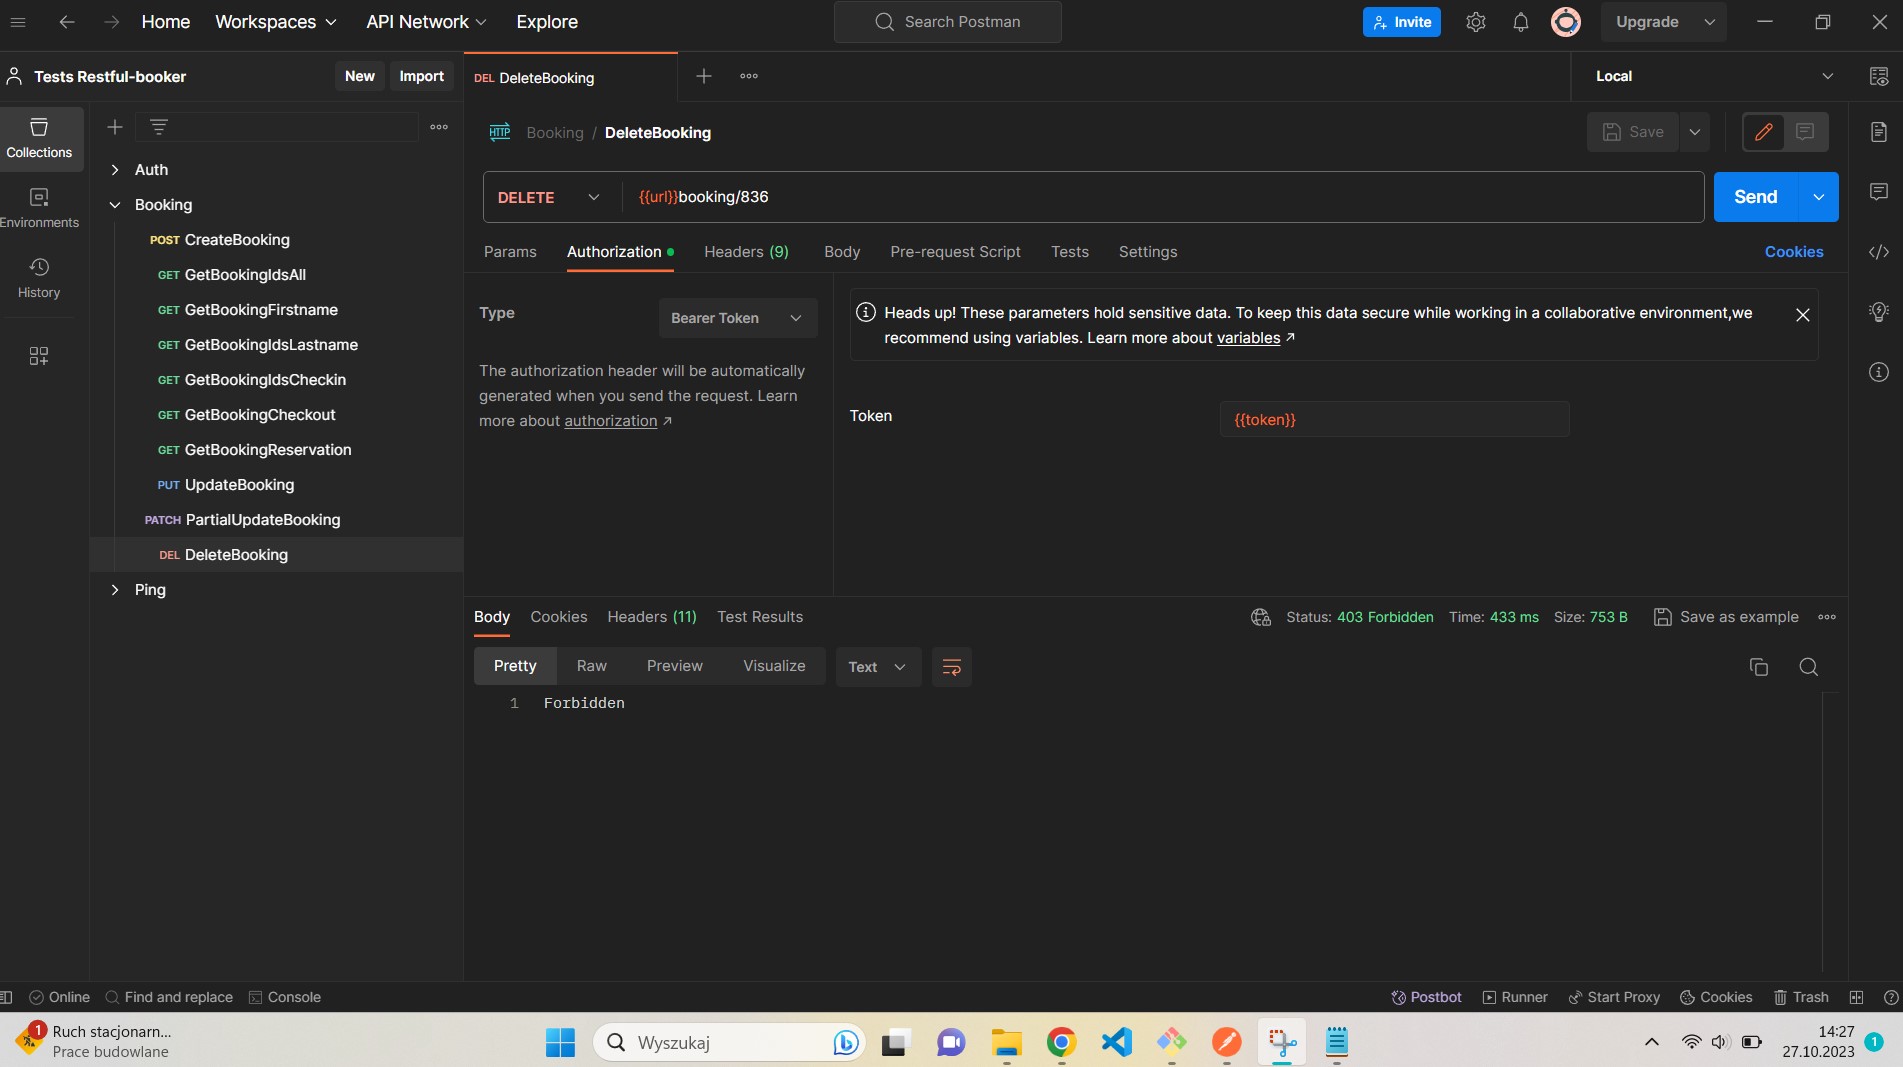 Home Workspaces API Network Explore Search Postman Invite Upgrade
Tests Restful-booker New Import DEL DeleteBooking Local
HTTP Booking / DeleteBooking Save
Collections
Environments
History
Auth
Booking
POST CreateBooking
GET GetBookingIdsAll
GET GetBookingFirstname
GET GetBookingIdsLastname
GET GetBookingIdsCheckin
GET GetBookingCheckout
GET GetBookingReservation
PUT UpdateBooking
PATCH PartialUpdateBooking
DEL DeleteBooking
Ping
DELETE {{url}}booking/836 Send
Params Authorization Headers (9) Body Pre-request Script Tests Settings Cookies
Type Bearer Token
The authorization header will be automatically
generated when you send the request. Learn
more about authorization ↗
Heads up! These parameters hold sensitive data. To keep this data secure while working in a collaborative environment,we
recommend using variables. Learn more about variables ↗
Token {{token}}
Body Cookies Headers (11) Test Results Status: 403 Forbidden Time: 433 ms Size: 753 B Save as example
Pretty Raw Preview Visualize Text
1 Forbidden
Online Find and replace Console Postbot Runner Start Proxy Cookies Trash
1 Ruch stacjonarn...
Prace budowlane
Wyszukaj
14:27
27.10.2023 1